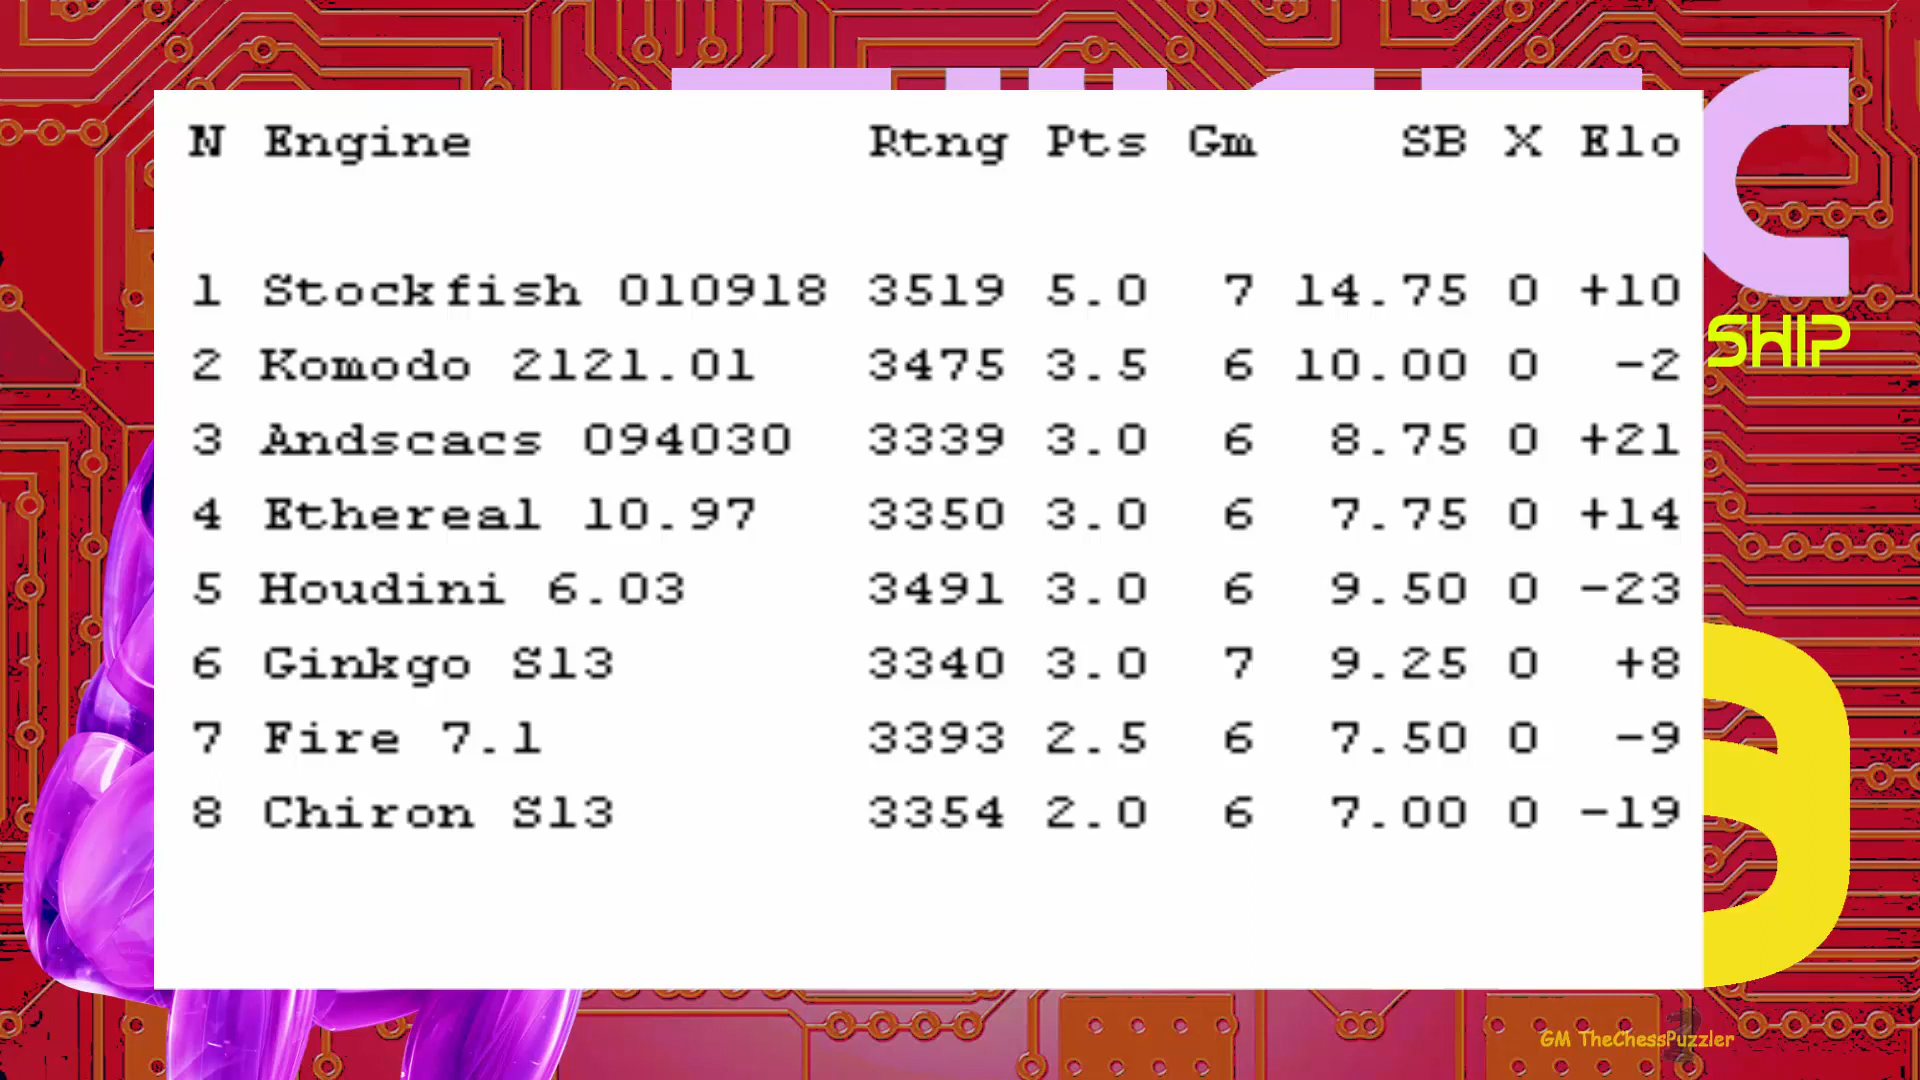 N Engine Rtng Pts Gm SB X Elo
1 Stockfish 010918 3519 5.0 7 14.75 0 +10
2 Komodo 2121.01 3475 3.5 6 10.00 0 -2
3 Andscacs 094030 3339 3.0 6 8.75 0 +21
4 Ethereal 10.97 3350 3.0 6 7.75 0 +14
5 Houdini 6.03 3491 3.0 6 9.50 0 -23
6 Ginkgo S13 3340 3.0 7 9.25 0 +8
7 Fire 7.1 3393 2.5 6 7.50 0 -9
8 Chiron S13 3354 2.0 6 7.00 0 -19
SHIP
GM TheChessPuzzler